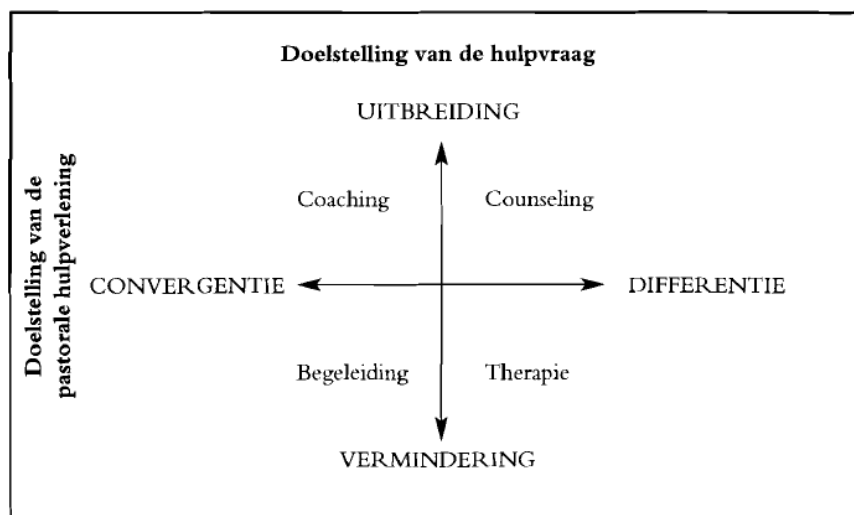 Doelstelling van de hulpvraag
UITBREIDING
Coaching Counseling
Doelstelling van de
pastorale hulpverlening
CONVERGENTIE DIFFERENTIE
Begeleiding Therapie
VERMINDERING